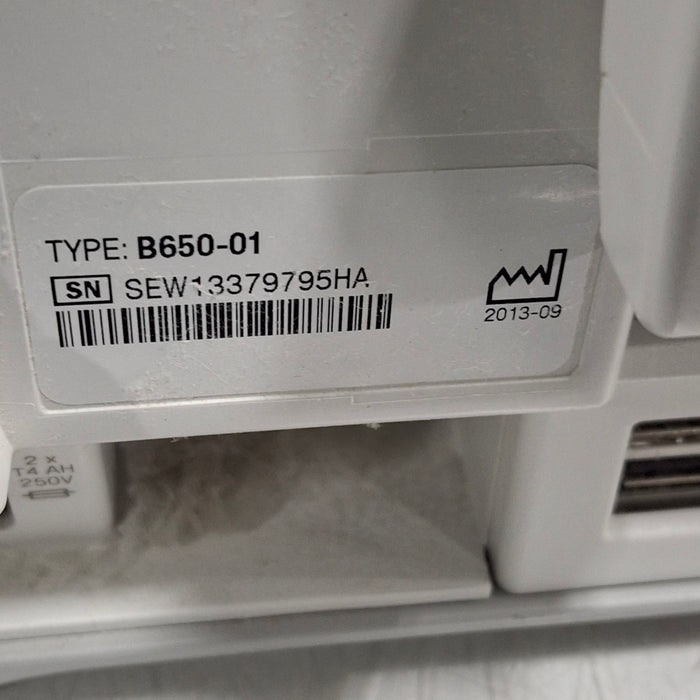 TYPE: B650-01
SN SEW13379795HA
2013-09
2 x
T4 AH
250V